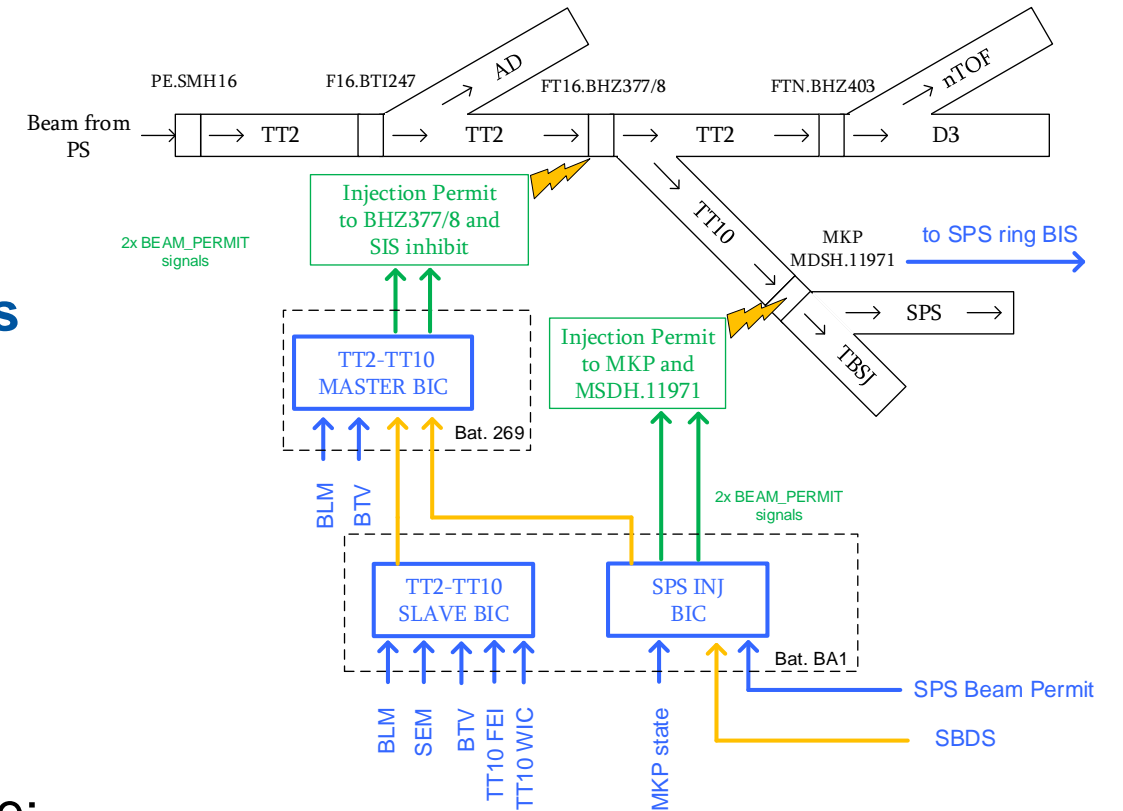 AD
nTOF
PE.SMH16
F16.BTI247
FT16.BHZ377/8
FTN.BHZ403
Beam from
PS
TT2
TT2
TT2
D3
Injection Permit
to BHZ377/8 and
SIS inhibit
2x BEAM_PERMIT
signals
TT10
MKP
MDSH.11971
to SPS ring BIS
s
SPS
TBSJ
TT2-TT10
MASTER BIC
Bat. 269
Injection Permit
to MKP and
MSDH.11971
BLM
BTV
2x BEAM_PERMIT
signals
TT2-TT10
SLAVE BIC
SPS INJ
BIC
Bat. BA1
BLM
SEM
BTV
TT10 FEI
TT10 WIC
MKP state
SPS Beam Permit
SBDS